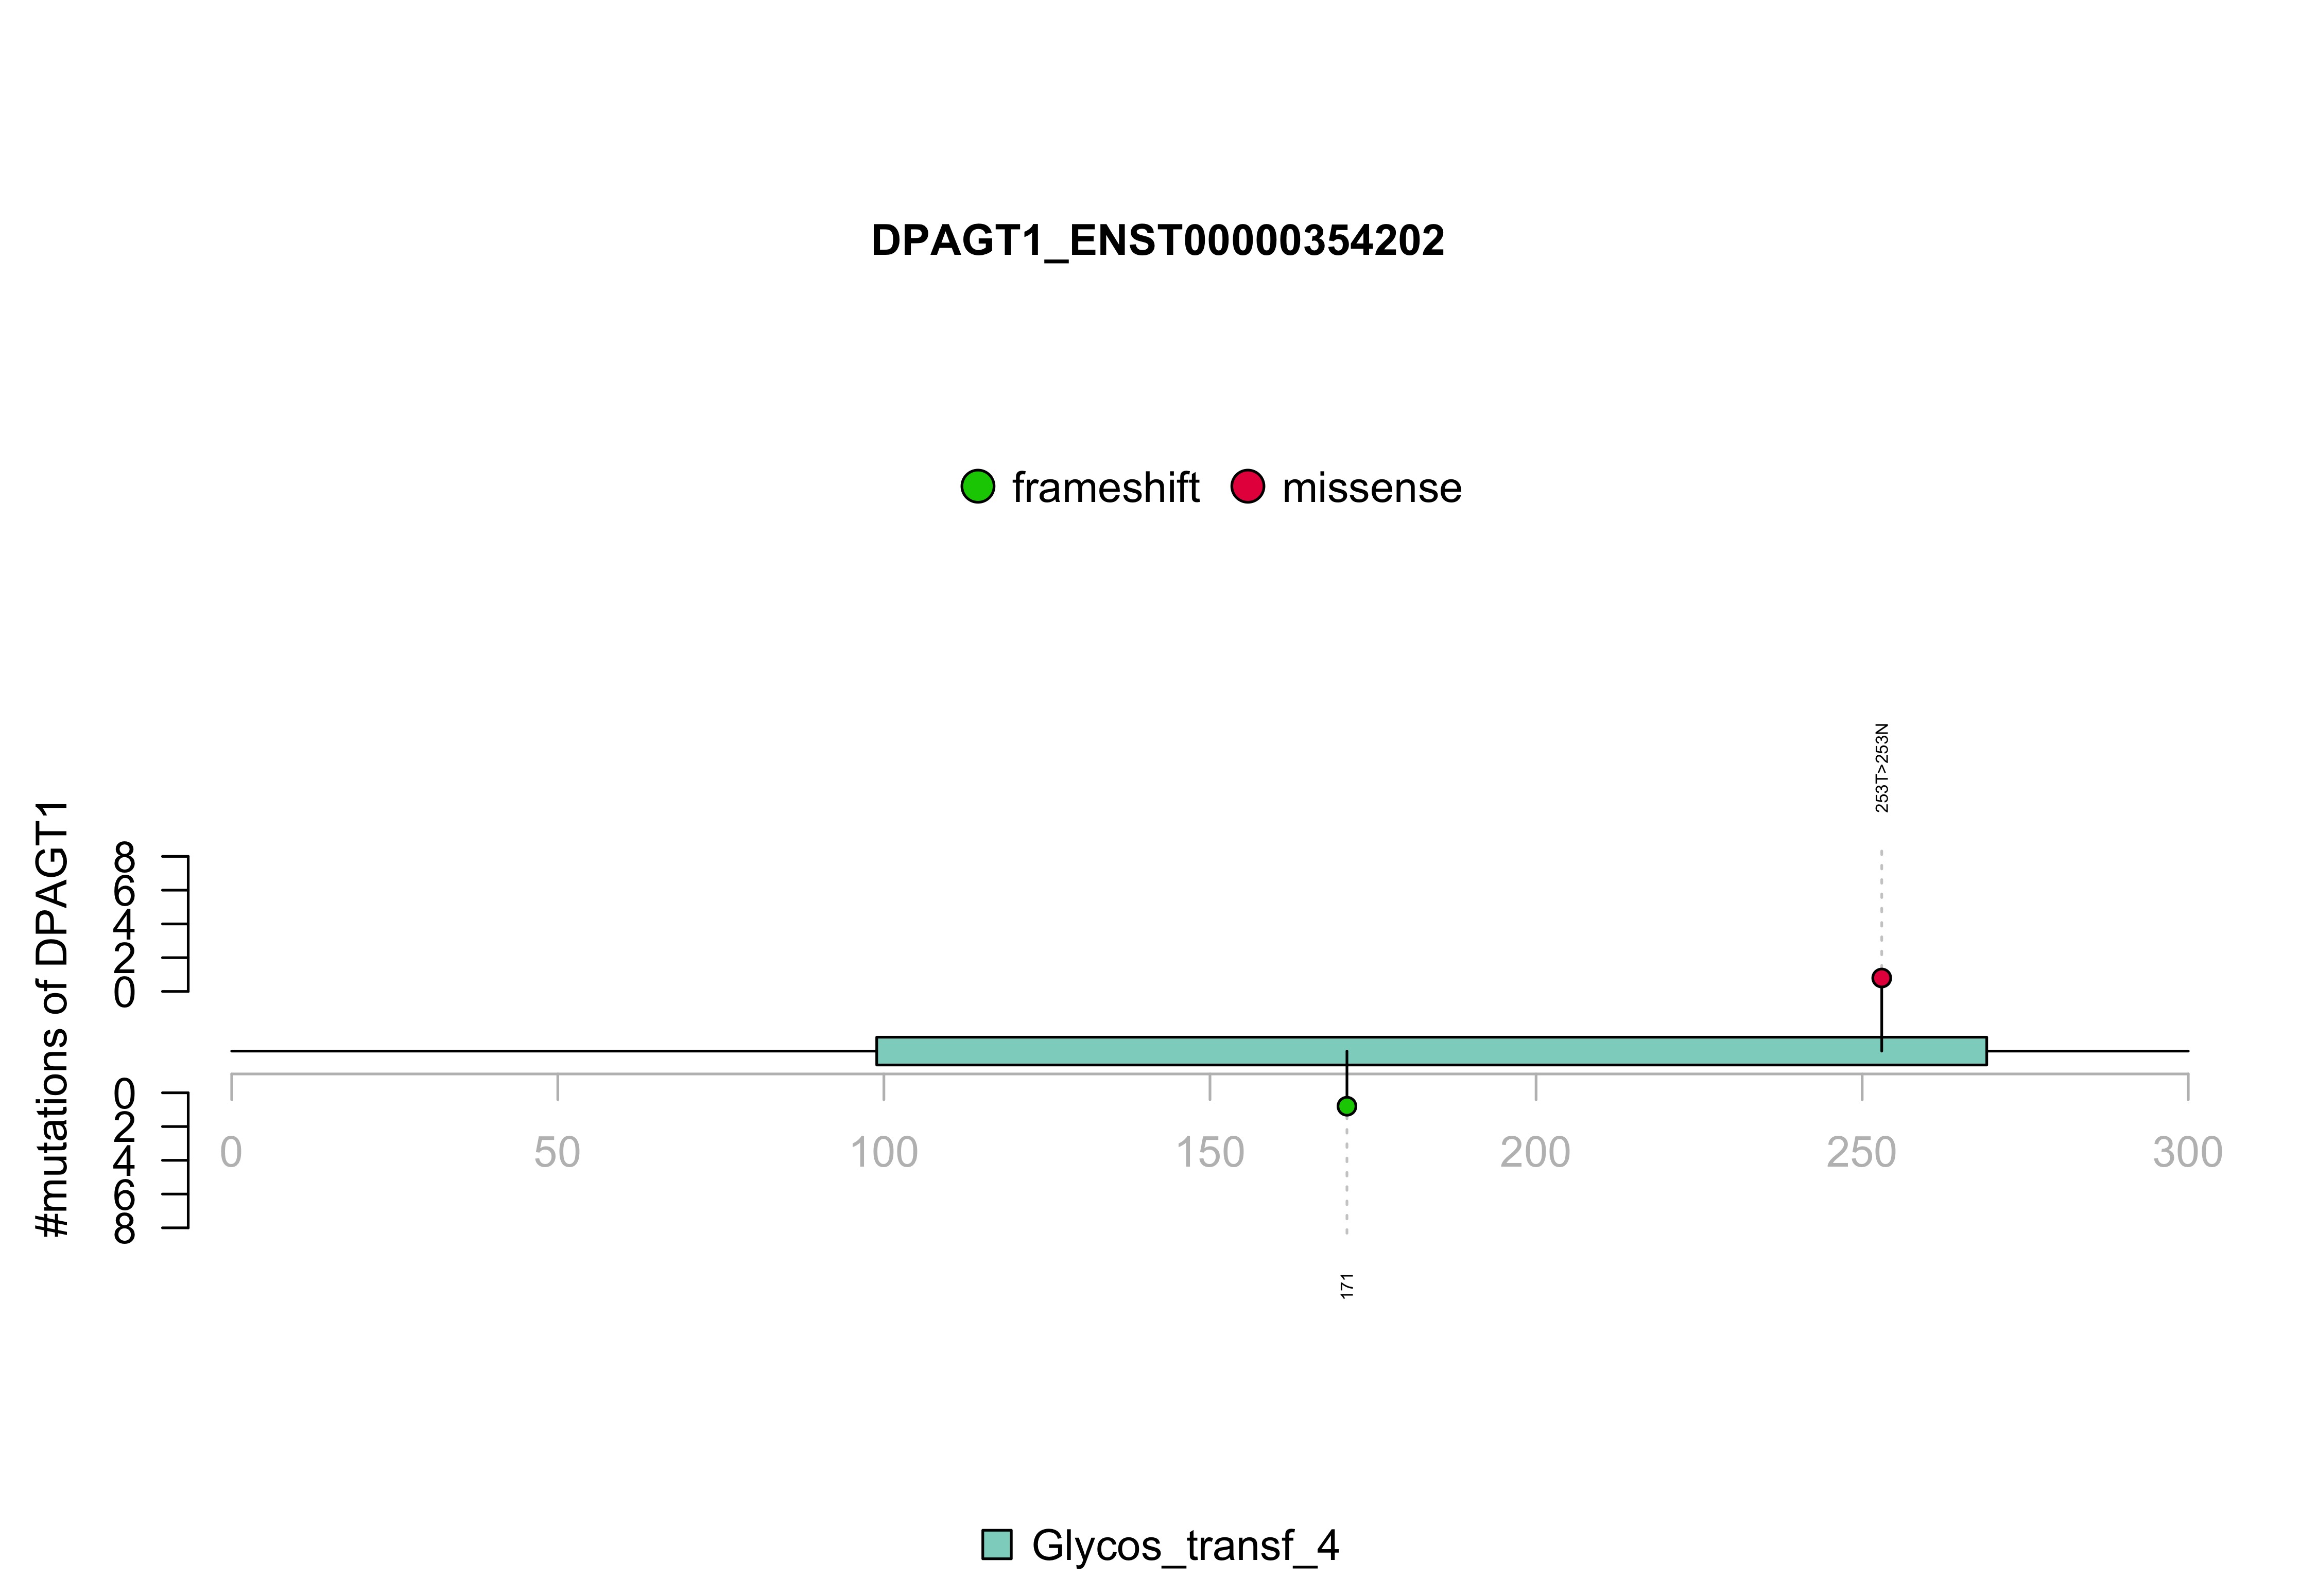 DPAGT1_ENST00000354202
frameshift missense
253T>253N
#mutations of DPAGT1
8
6
4
2
0
0
2
4
6
8
0 50 100 150 200 250 300
171
Glycos_transf_4